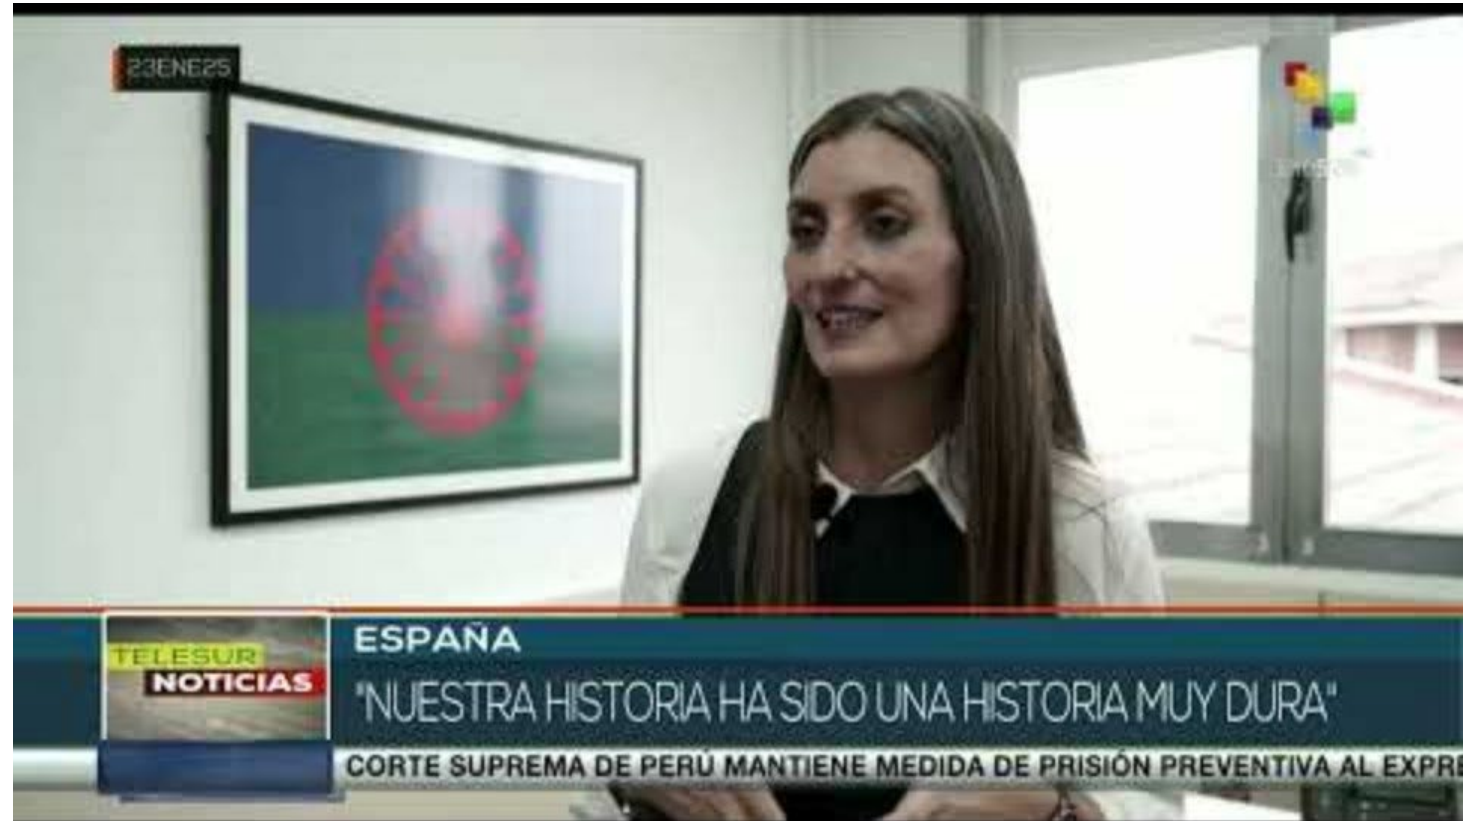 23ENE25
ESPAÑA
TELESUR
NOTICIAS
"NUESTRA HISTORIA HA SIDO UNA HISTORIA MUY DURA"
CORTE SUPREMA DE PERÚ MANTIENE MEDIDA DE PRISIÓN PREVENTIVA AL EXPRE